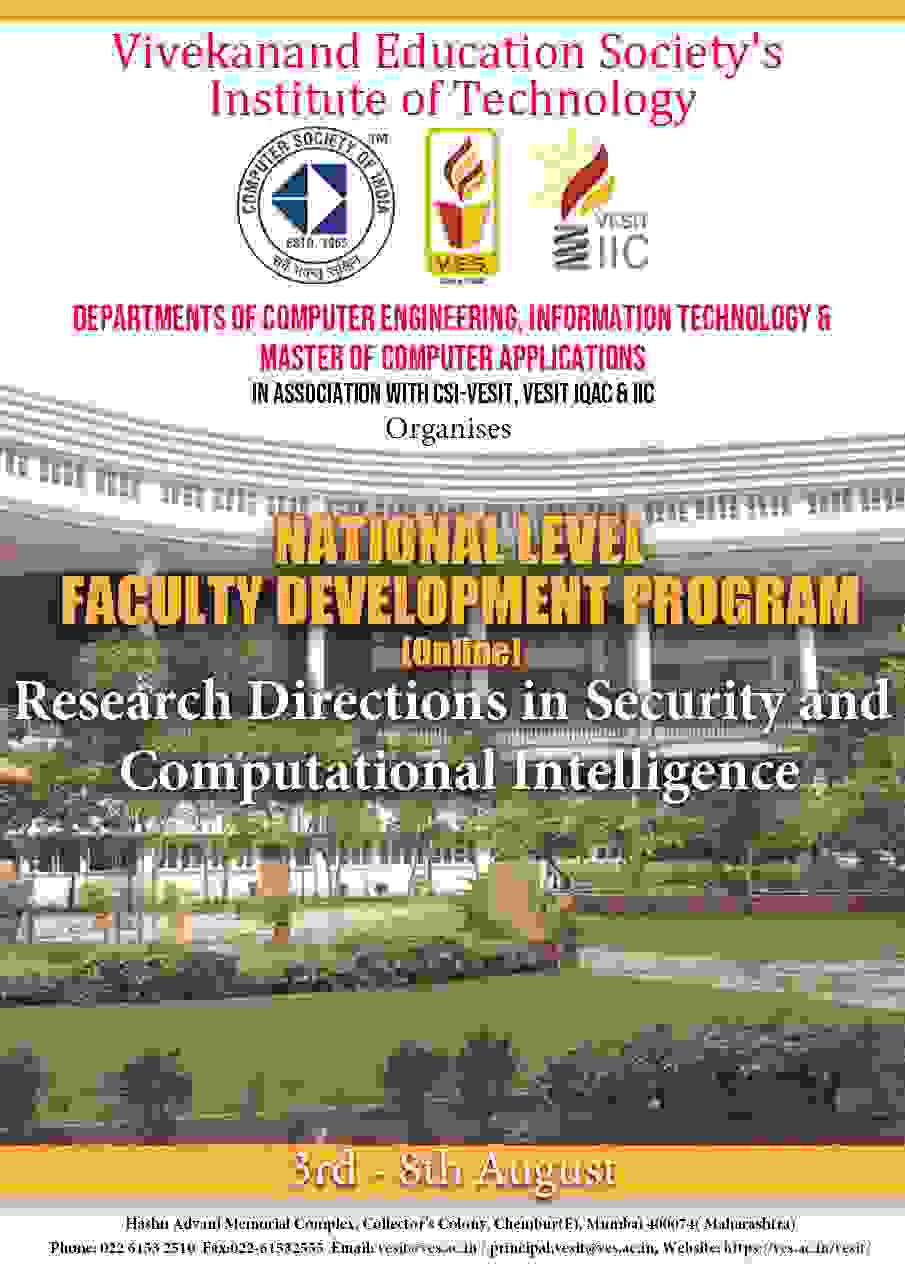 Vivekanand Education Society's
Institute of Technology
COMPUTER SOCIETY OF INDIA
TM
ESTD. 1965
V.E.S.
VESIT
IIC
DEPARTMENTS OF COMPUTER ENGINEERING, INFORMATION TECHNOLOGY &
MASTER OF COMPUTER APPLICATIONS
IN ASSOCIATION WITH CSI-VESIT, VESIT IQAC & IIC
Organises
NATIONAL LEVEL
FACULTY DEVELOPMENT PROGRAM
(Online)
Research Directions in Security and
Computational Intelligence
3rd - 8th August
Hashu Advani Memorial Complex, Collector's Colony, Chembur(E), Mumbai 400074( Maharashtra)
Phone: 022 6153 2510 Fax:022-61532555 Email:vesit@ves.ac.in / principal.vesit@ves.ac.in, Website: https://ves.ac.in/vesit/